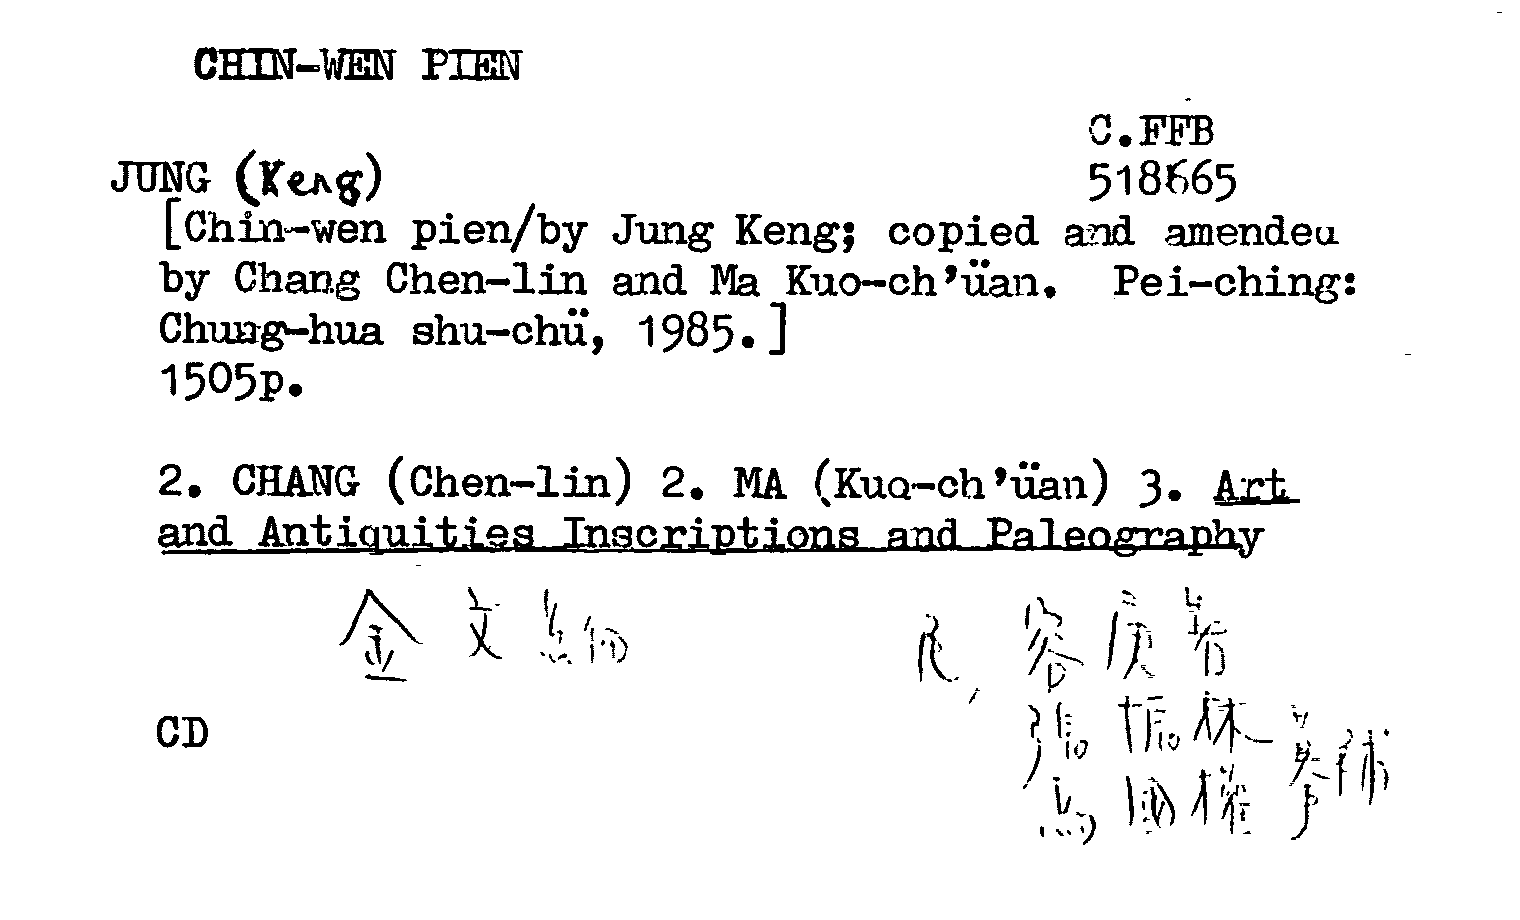 CHIN-WEN PIEN
C.FFB
JUNG (Keng) 518665
[Chin-wen pien/by Jung Keng; copied and amended
by Chang Chen-lin and Ma Kuo-ch'üan. Pei-ching:
Chung-hua shu-chü, 1985.]
1505p.
2. CHANG (Chen-lin) 2. MA (Kuo-ch'üan) 3. Art
and Antiquities Inscriptions and Paleography
金文編 民, 容庚著
張振林
馬國權 摹補
CD